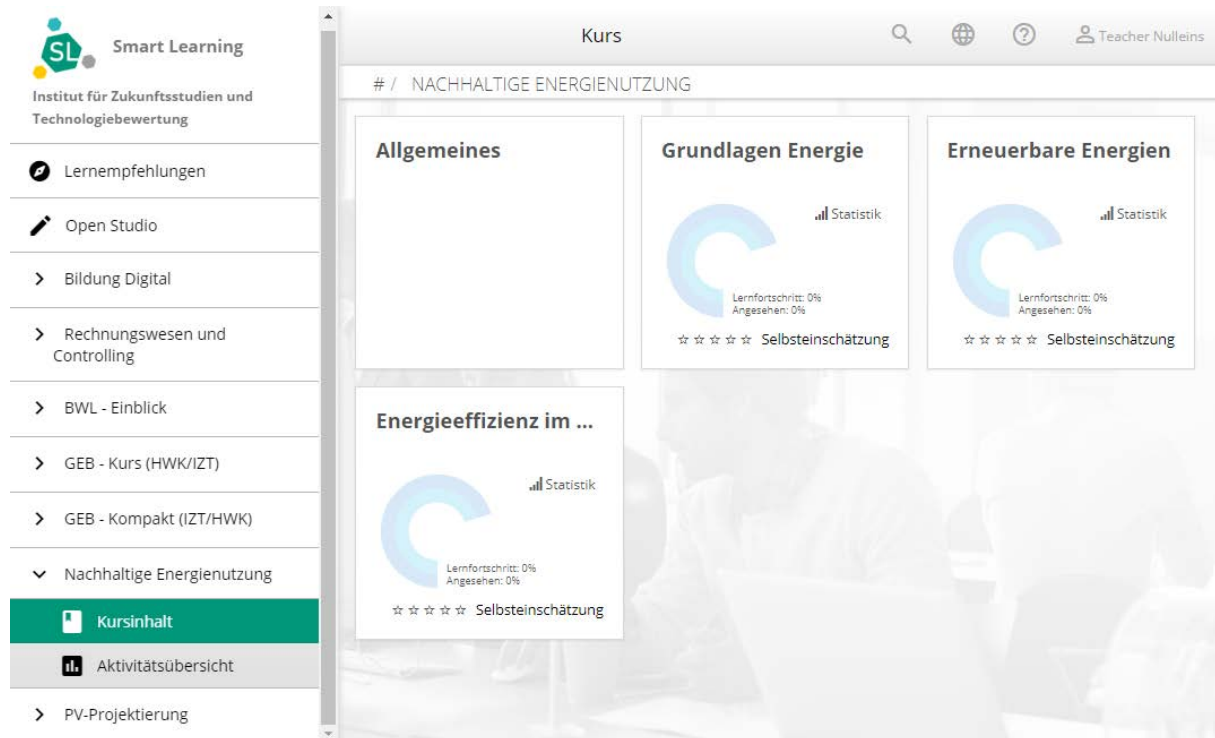 SL Smart Learning
Institut für Zukunftsstudien und
Technologiebewertung
Lernempfehlungen
Open Studio
Bildung Digital
Rechnungswesen und
Controlling
BWL - Einblick
GEB - Kurs (HWK/IZT)
GEB - Kompakt (IZT/HWK)
Nachhaltige Energienutzung
Kursinhalt
Aktivitätsübersicht
PV-Projektierung
Kurs
Teacher Nulleins
# / NACHHALTIGE ENERGIENUTZUNG
Allgemeines
Grundlagen Energie
Statistik
Lernfortschritt: 0%
Angesehen: 0%
Selbsteinschätzung
Erneuerbare Energien
Statistik
Lernfortschritt: 0%
Angesehen: 0%
Selbsteinschätzung
Energieeffizienz im ...
Statistik
Lernfortschritt: 0%
Angesehen: 0%
Selbsteinschätzung